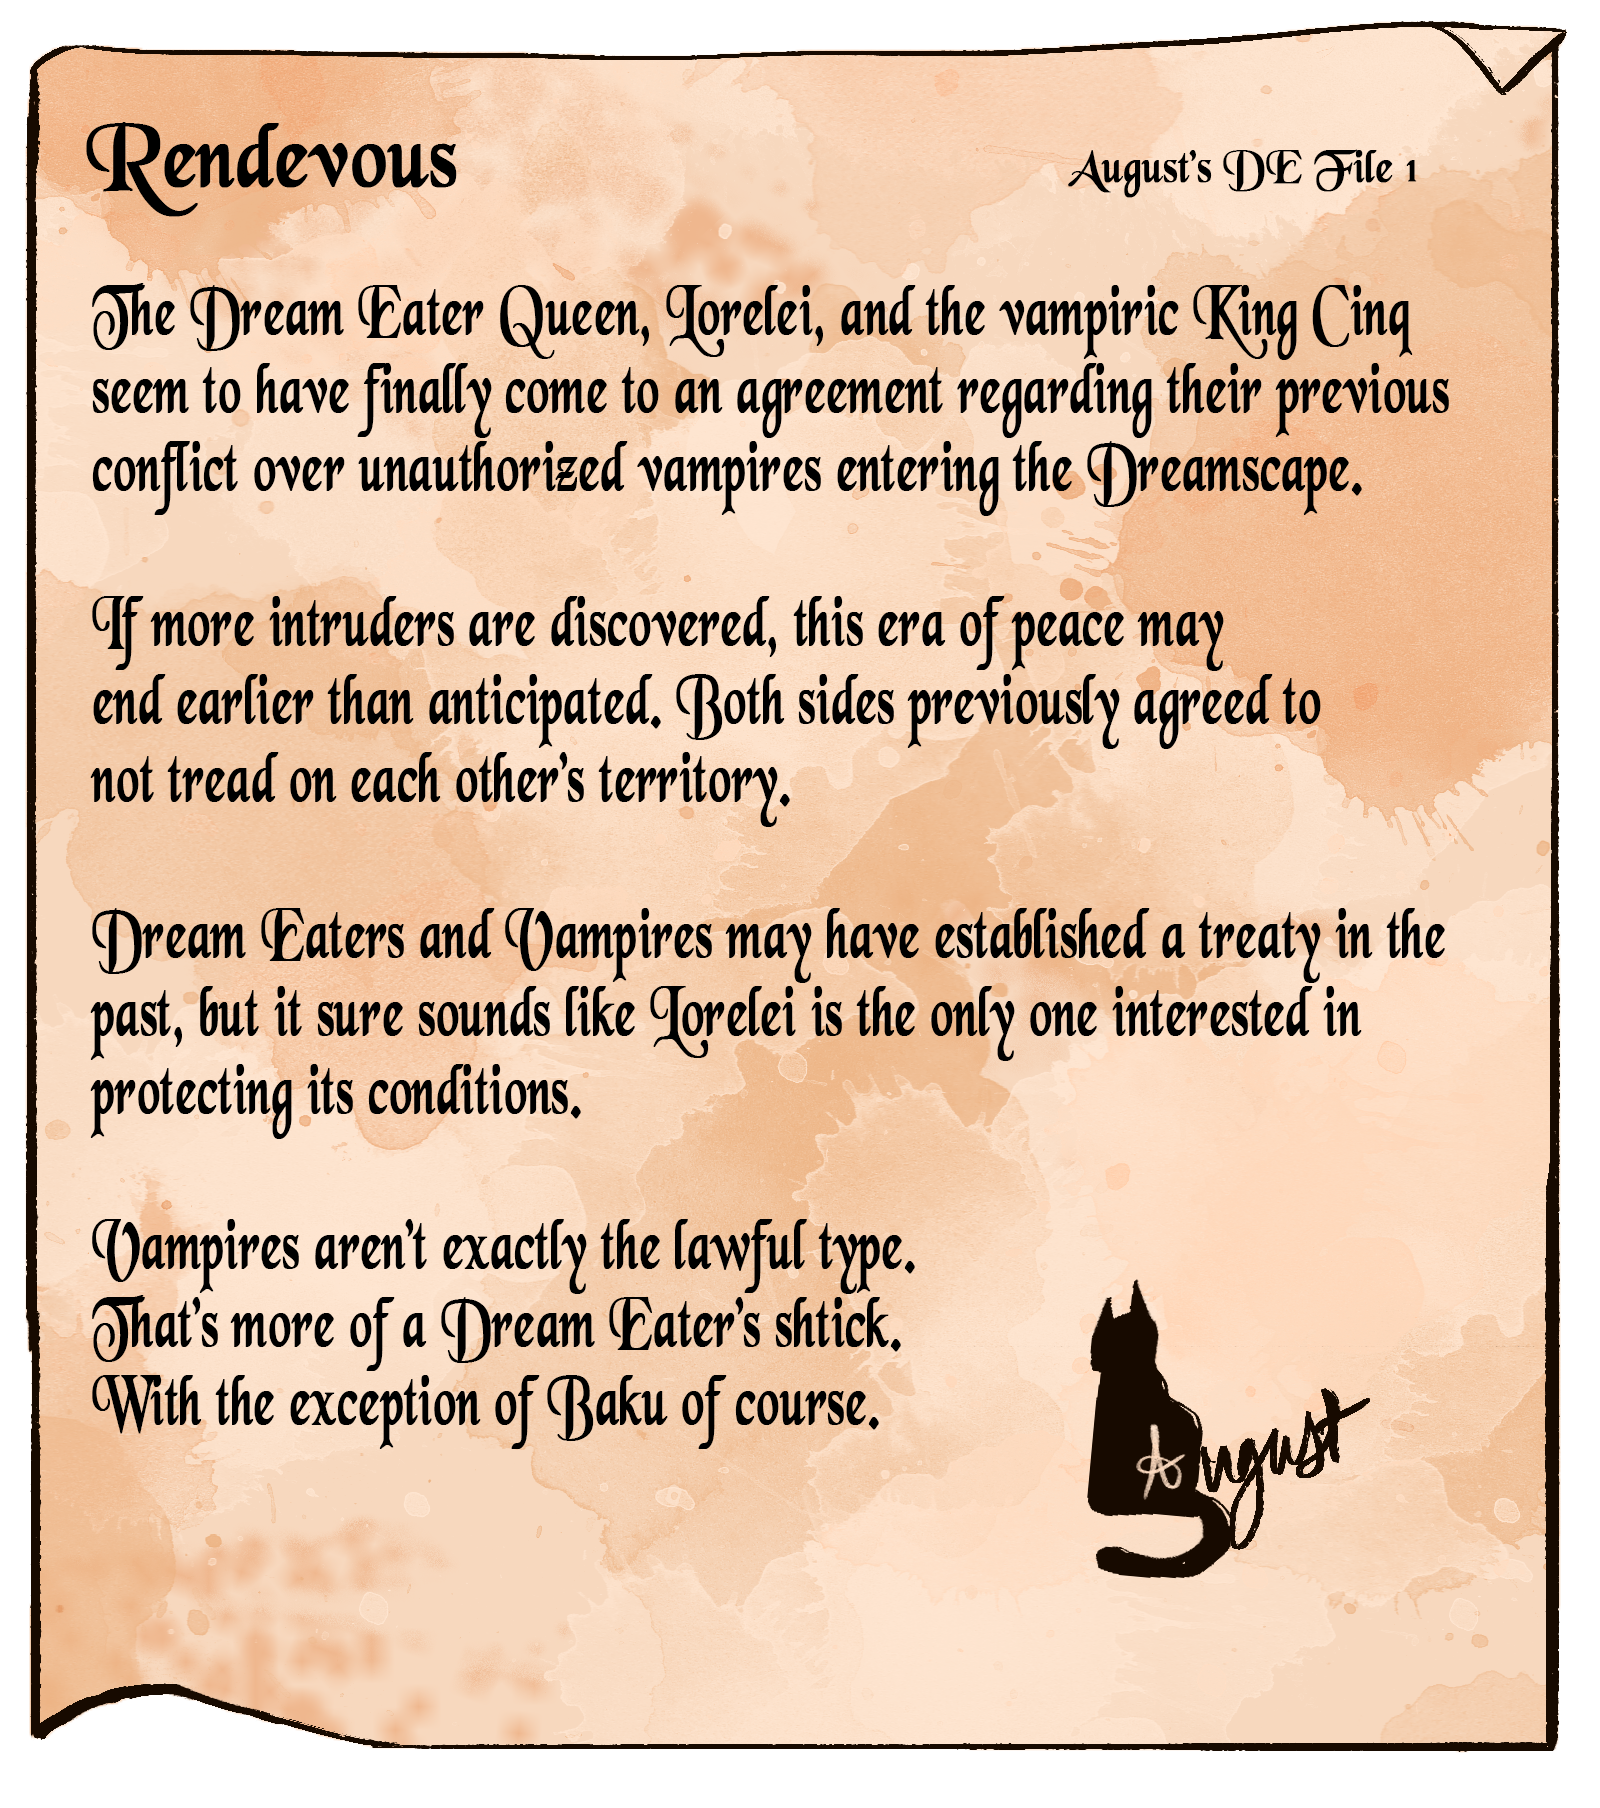 Rendevous
August's DE File 1
The Dream Eater Queen, Lorelei, and the vampiric King Cinq
seem to have finally come to an agreement regarding their previous
conflict over unauthorized vampires entering the Dreamscape.
If more intruders are discovered, this era of peace may
end earlier than anticipated. Both sides previously agreed to
not tread on each other's territory.
Dream Eaters and Vampires may have established a treaty in the
past, but it sure sounds like Lorelei is the only one interested in
protecting its conditions.
Vampires aren't exactly the lawful type.
That's more of a Dream Eater's shtick.
With the exception of Baku of course.
August